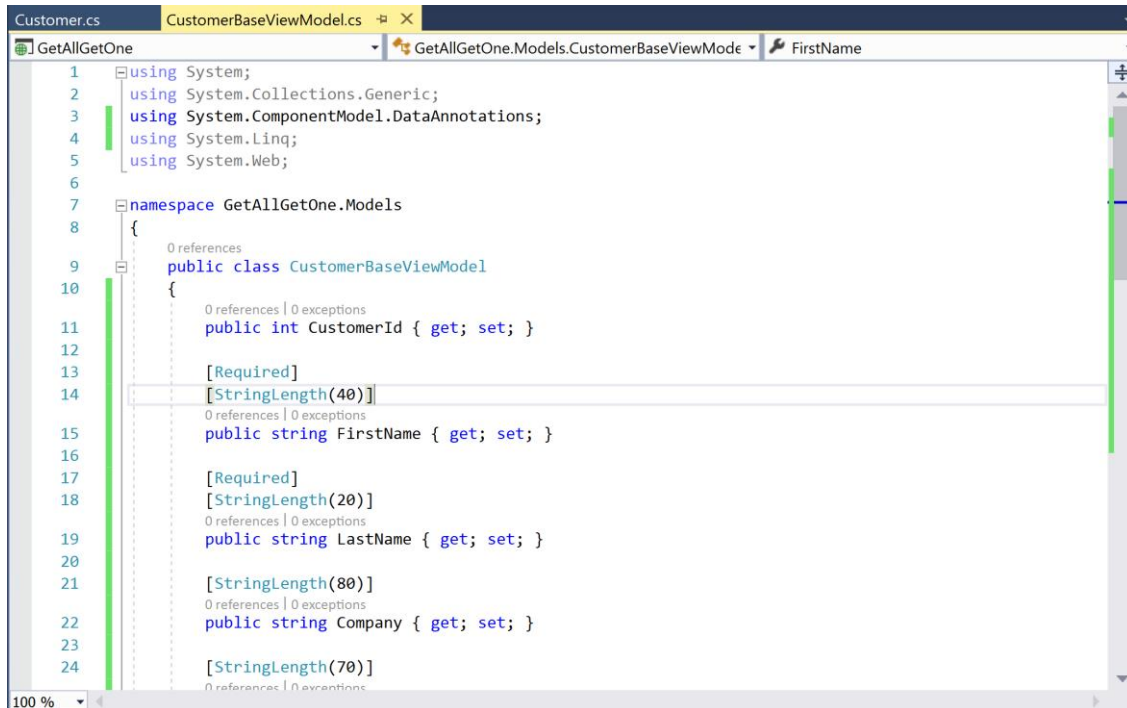 Customer.cs
CustomerBaseViewModel.cs
GetAllGetOne
GetAllGetOne.Models.CustomerBaseViewMode
FirstName
1 using System;
2 using System.Collections.Generic;
3 using System.ComponentModel.DataAnnotations;
4 using System.Linq;
5 using System.Web;
6
7 namespace GetAllGetOne.Models
8 {
0 references
9 public class CustomerBaseViewModel
10 {
0 references | 0 exceptions
11 public int CustomerId { get; set; }
12
13 [Required]
14 [StringLength(40)]
0 references | 0 exceptions
15 public string FirstName { get; set; }
16
17 [Required]
18 [StringLength(20)]
0 references | 0 exceptions
19 public string LastName { get; set; }
20
21 [StringLength(80)]
0 references | 0 exceptions
22 public string Company { get; set; }
23
24 [StringLength(70)]
0 references | 0 exceptions
100 %